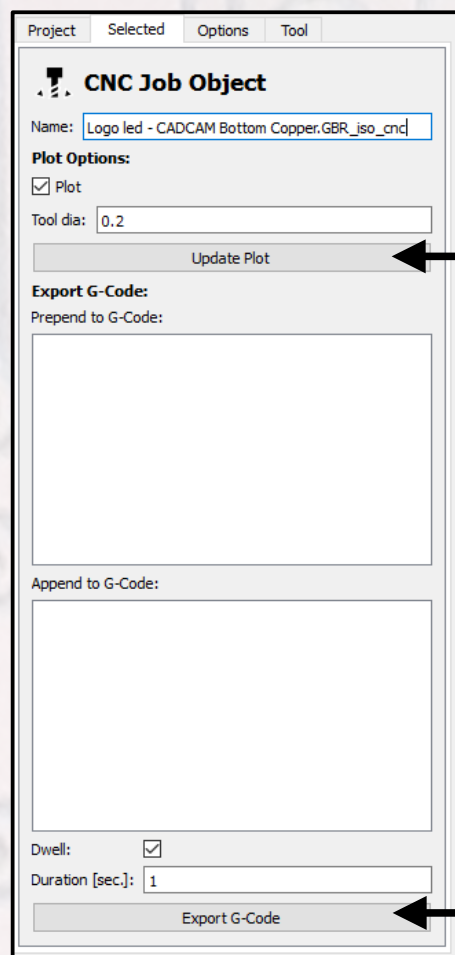 Project Selected Options Tool
CNC Job Object
Name: Logo led - CADCAM Bottom Copper.GBR_iso_cnc
Plot Options:
Plot
Tool dia: 0.2
Update Plot
Export G-Code:
Prepend to G-Code:
Append to G-Code:
Dwell:
Duration [sec.]: 1
Export G-Code